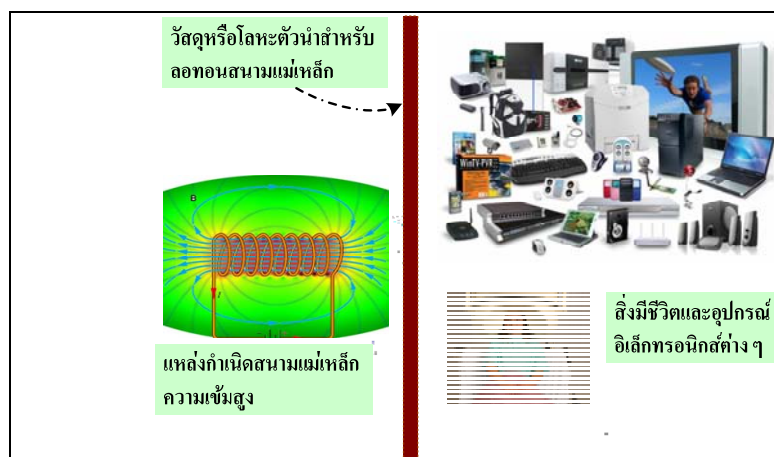 วัสดุหรือโลหะตัวนำสำหรับ
ลอทอนสนามแม่เหล็ก
WinTV-PVR
B
I
แหล่งกำเนิดสนามแม่เหล็ก
ความเข้มสูง
สิ่งมีชีวิตและอุปกรณ์
อิเล็กทรอนิกส์ต่าง ๆ